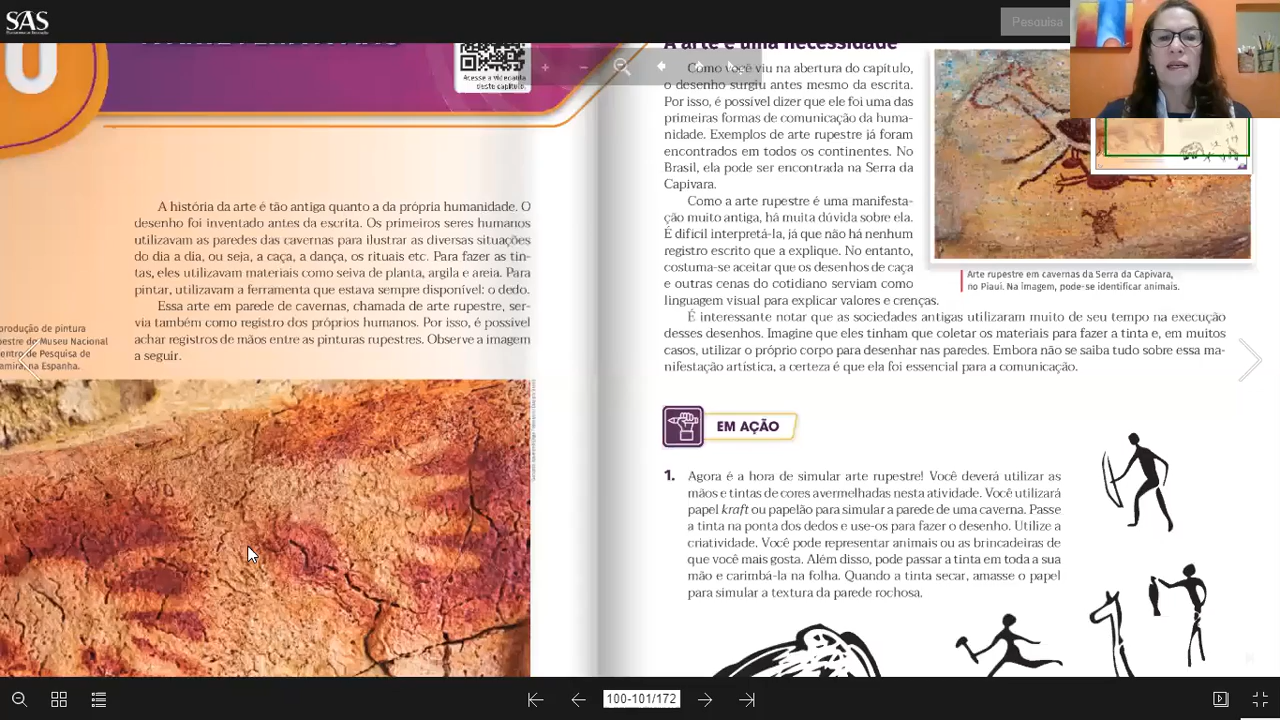 SAS
Pesquisa
Acesse a videoaula
deste capítulo.
A história da arte é tão antiga quanto a da própria humanidade. O
desenho foi inventado antes da escrita. Os primeiros seres humanos
utilizavam as paredes das cavernas para ilustrar as diversas situações
do dia a dia, ou seja, a caça, a dança, os rituais etc. Para fazer as tin-
tas, eles utilizavam materiais como seiva de planta, argila e areia. Para
pintar, utilizavam a ferramenta que estava sempre disponível: o dedo.
Essa arte em parede de cavernas, chamada de arte rupestre, ser-
via também como registro dos próprios humanos. Por isso, é possível
achar registros de mãos entre as pinturas rupestres. Observe a imagem
a seguir.
produção de pintura
pestre do Museu Nacional
entro de Pesquisa de
amira, na Espanha.
A arte é uma necessidade
Como você viu na abertura do capítulo,
o desenho surgiu antes mesmo da escrita.
Por isso, é possível dizer que ele foi uma das
primeiras formas de comunicação da huma-
nidade. Exemplos de arte rupestre já foram
encontrados em todos os continentes. No
Brasil, ela pode ser encontrada na Serra da
Capivara.
Como a arte rupestre é uma manifesta-
ção muito antiga, há muita dúvida sobre ela.
É difícil interpretá-la, já que não há nenhum
registro escrito que a explique. No entanto,
costuma-se aceitar que os desenhos de caça
e outras cenas do cotidiano serviam como
linguagem visual para explicar valores e crenças.
Arte rupestre em cavernas da Serra da Capivara,
no Piauí. Na imagem, pode-se identificar animais.
É interessante notar que as sociedades antigas utilizaram muito de seu tempo na execução
desses desenhos. Imagine que eles tinham que coletar os materiais para fazer a tinta e, em muitos
casos, utilizar o próprio corpo para desenhar nas paredes. Embora não se saiba tudo sobre essa ma-
nifestação artística, a certeza é que ela foi essencial para a comunicação.
EM AÇÃO
1. Agora é a hora de simular arte rupestre! Você deverá utilizar as
mãos e tintas de cores avermelhadas nesta atividade. Você utilizará
papel kraft ou papelão para simular a parede de uma caverna. Passe
a tinta na ponta dos dedos e use-os para fazer o desenho. Utilize a
criatividade. Você pode representar animais ou as brincadeiras de
que você mais gosta. Além disso, pode passar a tinta em toda a sua
mão e carimbá-la na folha. Quando a tinta secar, amasse o papel
para simular a textura da parede rochosa.
100-101/172